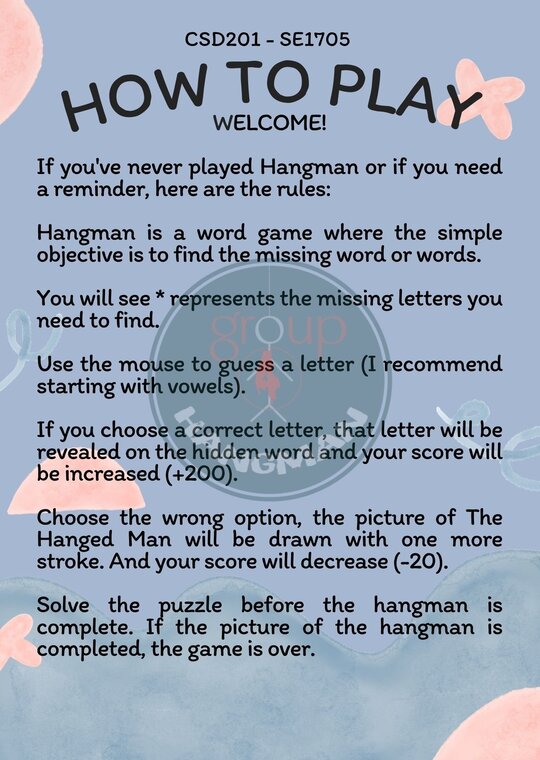 CSD201 - SE1705
HOW TO PLAY
WELCOME!
If you've never played Hangman or if you need
a reminder, here are the rules:
Hangman is a word game where the simple
objective is to find the missing word or words.
You will see * represents the missing letters you
need to find.
Use the mouse to guess a letter (I recommend
starting with vowels).
If you choose a correct letter, that letter will be
revealed on the hidden word and your score will
be increased (+200).
Choose the wrong option, the picture of The
Hanged Man will be drawn with one more
stroke. And your score will decrease (-20).
Solve the puzzle before the hangman is
complete. If the picture of the hangman is
completed, the game is over.
group
HANGMAN